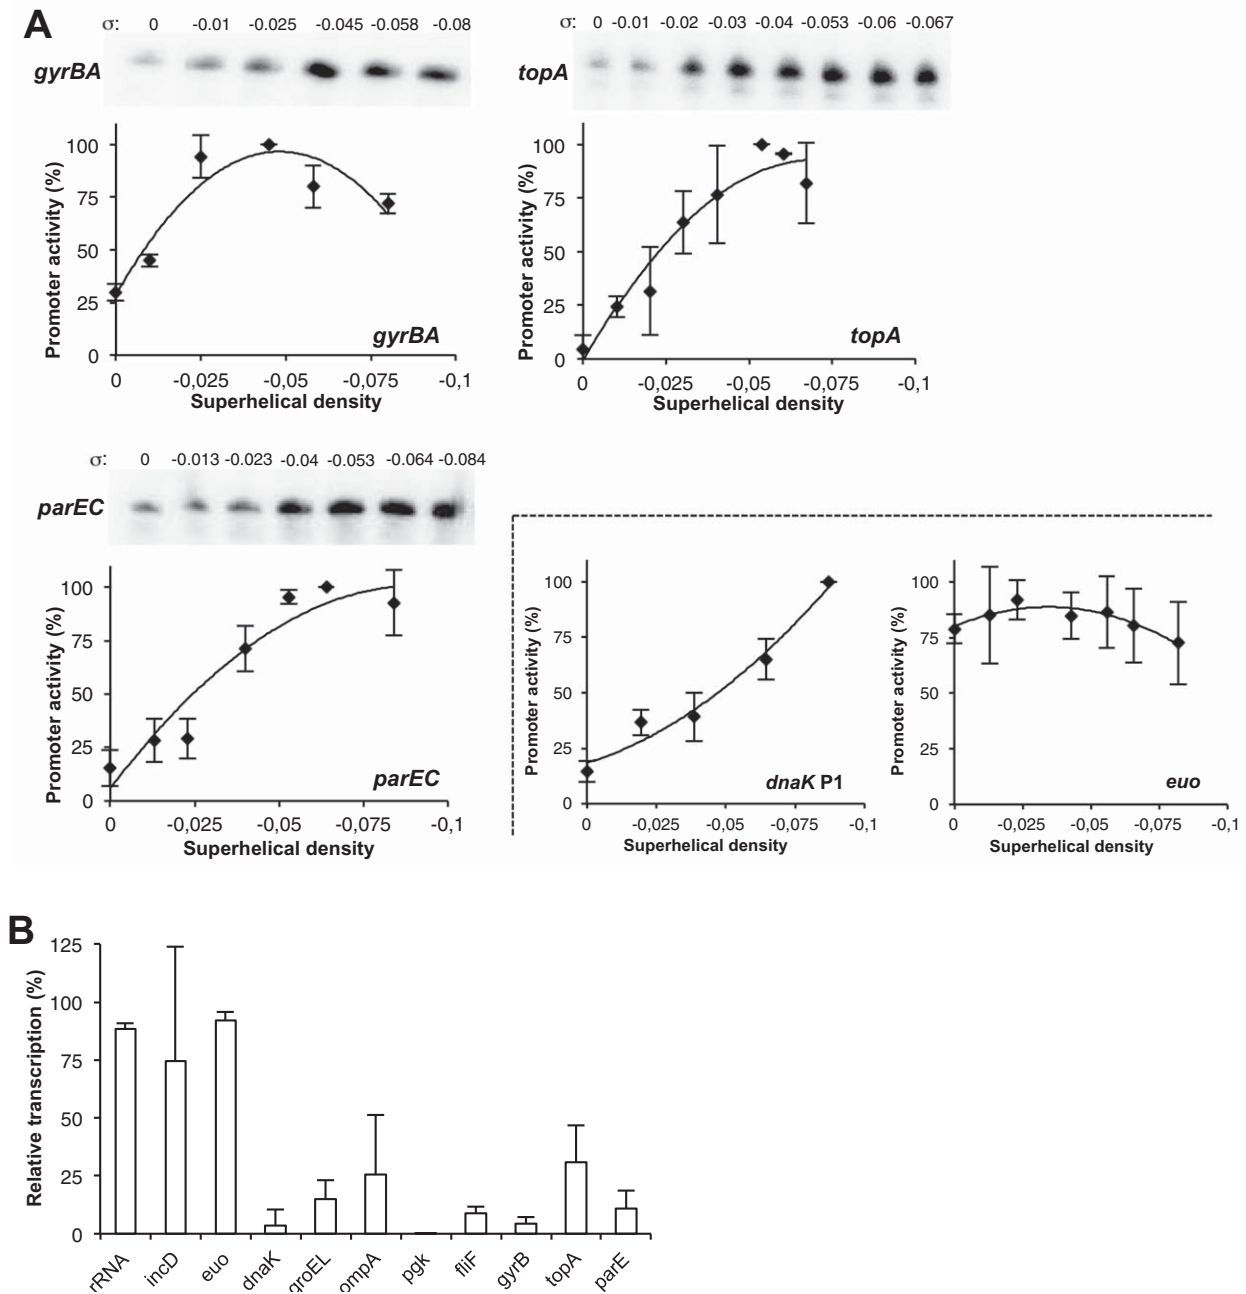 A
σ: 0 -0.01 -0.025 -0.045 -0.058 -0.08
gyrBA
100
75
50
25
0
Promoter activity (%)
gyrBA
0 -0,025 -0,05 -0,075 -0,1
Superhelical density
σ: 0 -0.01 -0.02 -0.03 -0.04 -0.053 -0.06 -0.067
topA
100
75
50
25
0
Promoter activity (%)
topA
0 -0,025 -0,05 -0,075 -0,1
Superhelical density
σ: 0 -0.013 -0.023 -0.04 -0.053 -0.064 -0.084
parEC
100
75
50
25
0
Promoter activity (%)
parEC
0 -0,025 -0,05 -0,075 -0,1
Superhelical density
100
75
50
25
0
Promoter activity (%)
dnaK P1
0 -0,025 -0,05 -0,075 -0,1
Superhelical density
100
75
50
25
0
Promoter activity (%)
euo
0 -0,025 -0,05 -0,075 -0,1
Superhelical density
B
125
100
75
50
25
0
Relative transcription (%)
rRNA incD euo dnaK groEL ompA pgk fliF gyrB topA parE